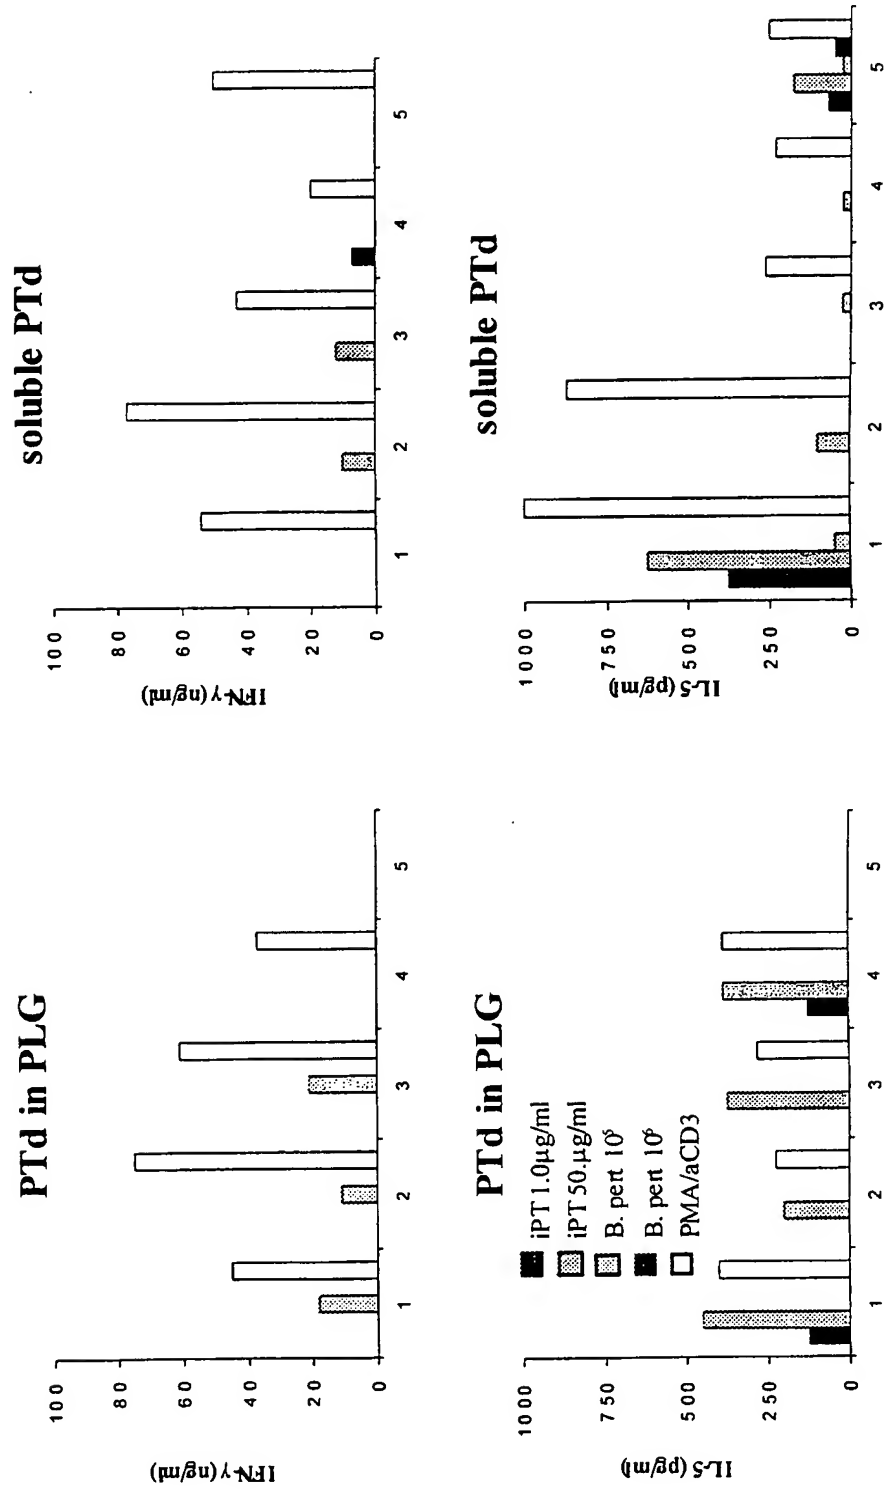 PTd in PLG
IFN-γ (ng/ml)
100
80
60
40
20
0
1 2 3 4 5
soluble PTd
IFN-γ (ng/ml)
100
80
60
40
20
0
1 2 3 4 5
PTd in PLG
IL-5 (pg/ml)
1000
750
500
250
0
iPT 1.0µg/ml
iPT 50.µg/ml
B. pert 10⁵
B. pert 10⁶
PMA/aCD3
1 2 3 4 5
soluble PTd
IL-5 (pg/ml)
1000
750
500
250
0
1 2 3 4 5